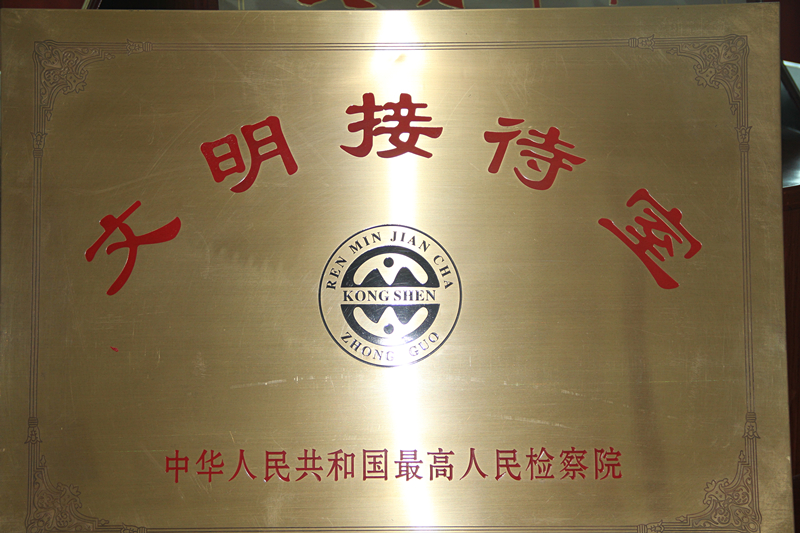 文明接待室
REN MIN JIAN CHA
KONG SHEN
ZHONG GUO
中华人民共和国最高人民检察院